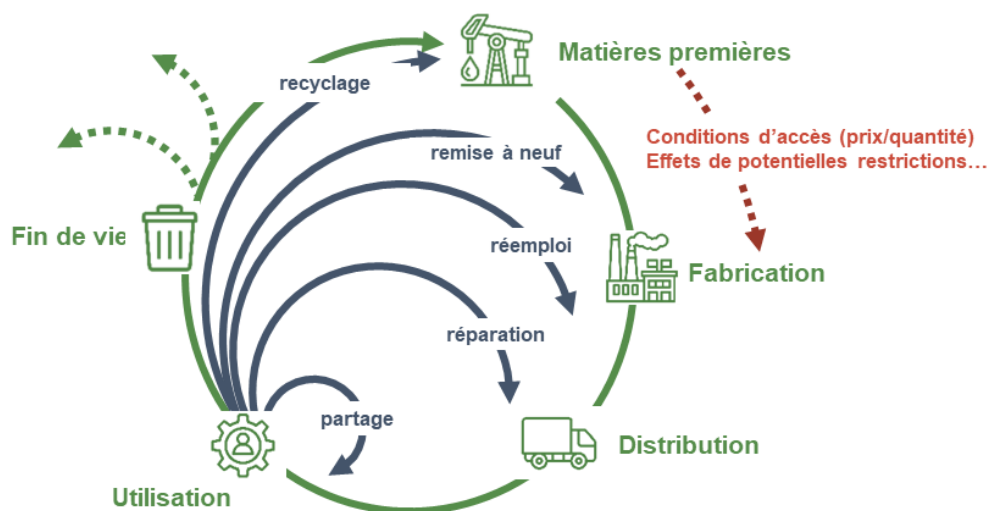 Matières premières
recyclage
Conditions d'accès (prix/quantité)
Effets de potentielles restrictions…
remise à neuf
Fin de vie
réemploi
Fabrication
réparation
partage
Distribution
Utilisation